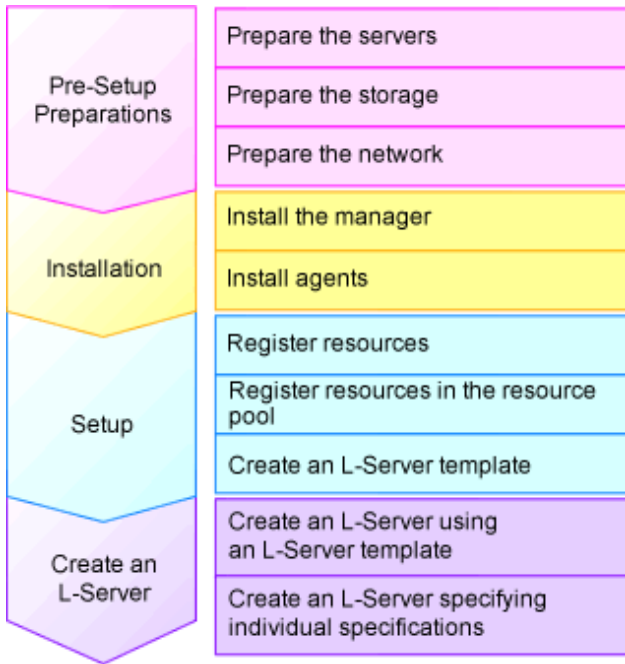 Pre-Setup
Preparations
Prepare the servers
Prepare the storage
Prepare the network
Installation
Install the manager
Install agents
Setup
Register resources
Register resources in the resource
pool
Create an L-Server template
Create an
L-Server
Create an L-Server using
an L-Server template
Create an L-Server specifying
individual specifications